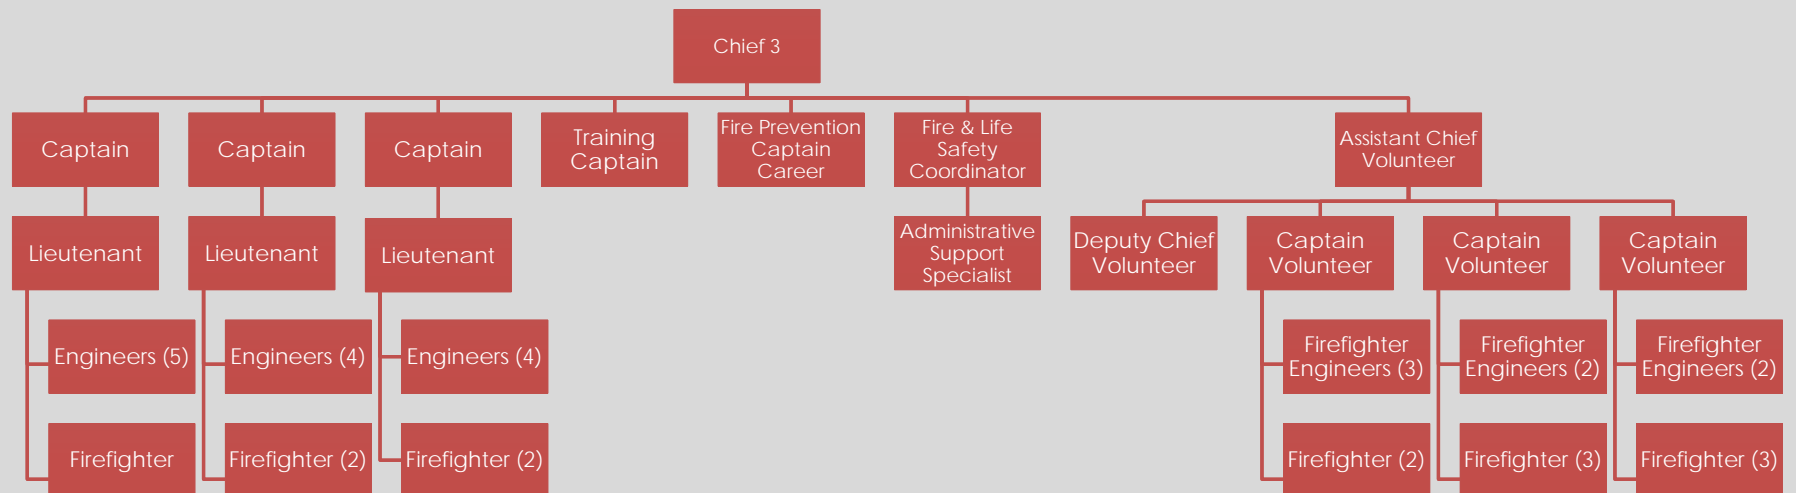 Chief 3
Captain
Captain
Captain
Training
Captain
Fire Prevention
Captain
Career
Fire & Life
Safety
Coordinator
Assistant Chief
Volunteer
Lieutenant
Lieutenant
Lieutenant
Administrative
Support
Specialist
Deputy Chief
Volunteer
Captain
Volunteer
Captain
Volunteer
Captain
Volunteer
Engineers (5)
Engineers (4)
Engineers (4)
Firefighter
Engineers (3)
Firefighter
Engineers (2)
Firefighter
Engineers (2)
Firefighter
Firefighter (2)
Firefighter (2)
Firefighter (2)
Firefighter (3)
Firefighter (3)